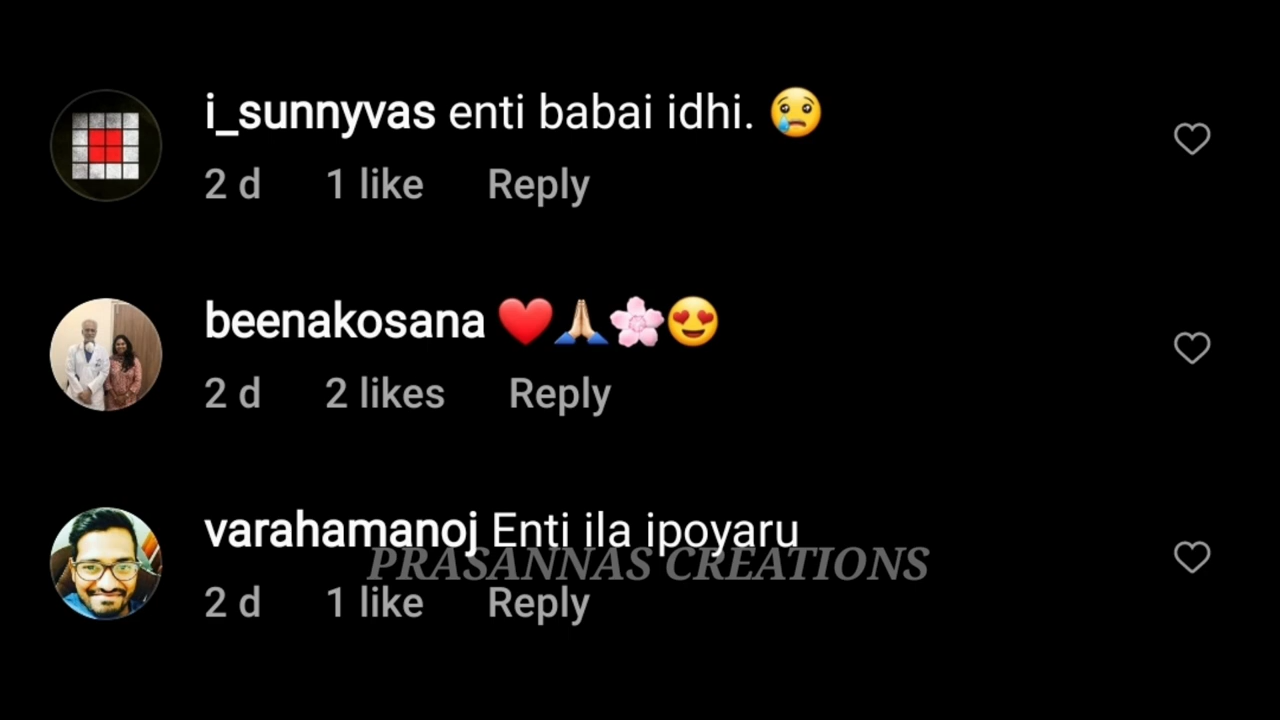 i_sunnyvas enti babai idhi. 😢
2 d 1 like Reply
beenakosana ❤️🙏🏼🌸😍
2 d 2 likes Reply
varahamanoj Enti ila ipoyaru
PRASANNAS CREATIONS
2 d 1 like Reply